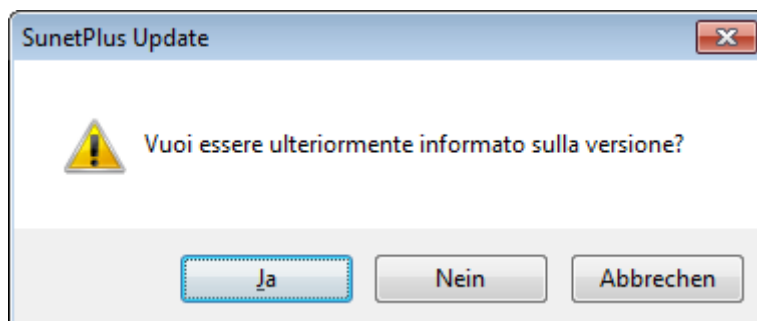 SunetPlus Update
Vuoi essere ulteriormente informato sulla versione?
Ja
Nein
Abbrechen